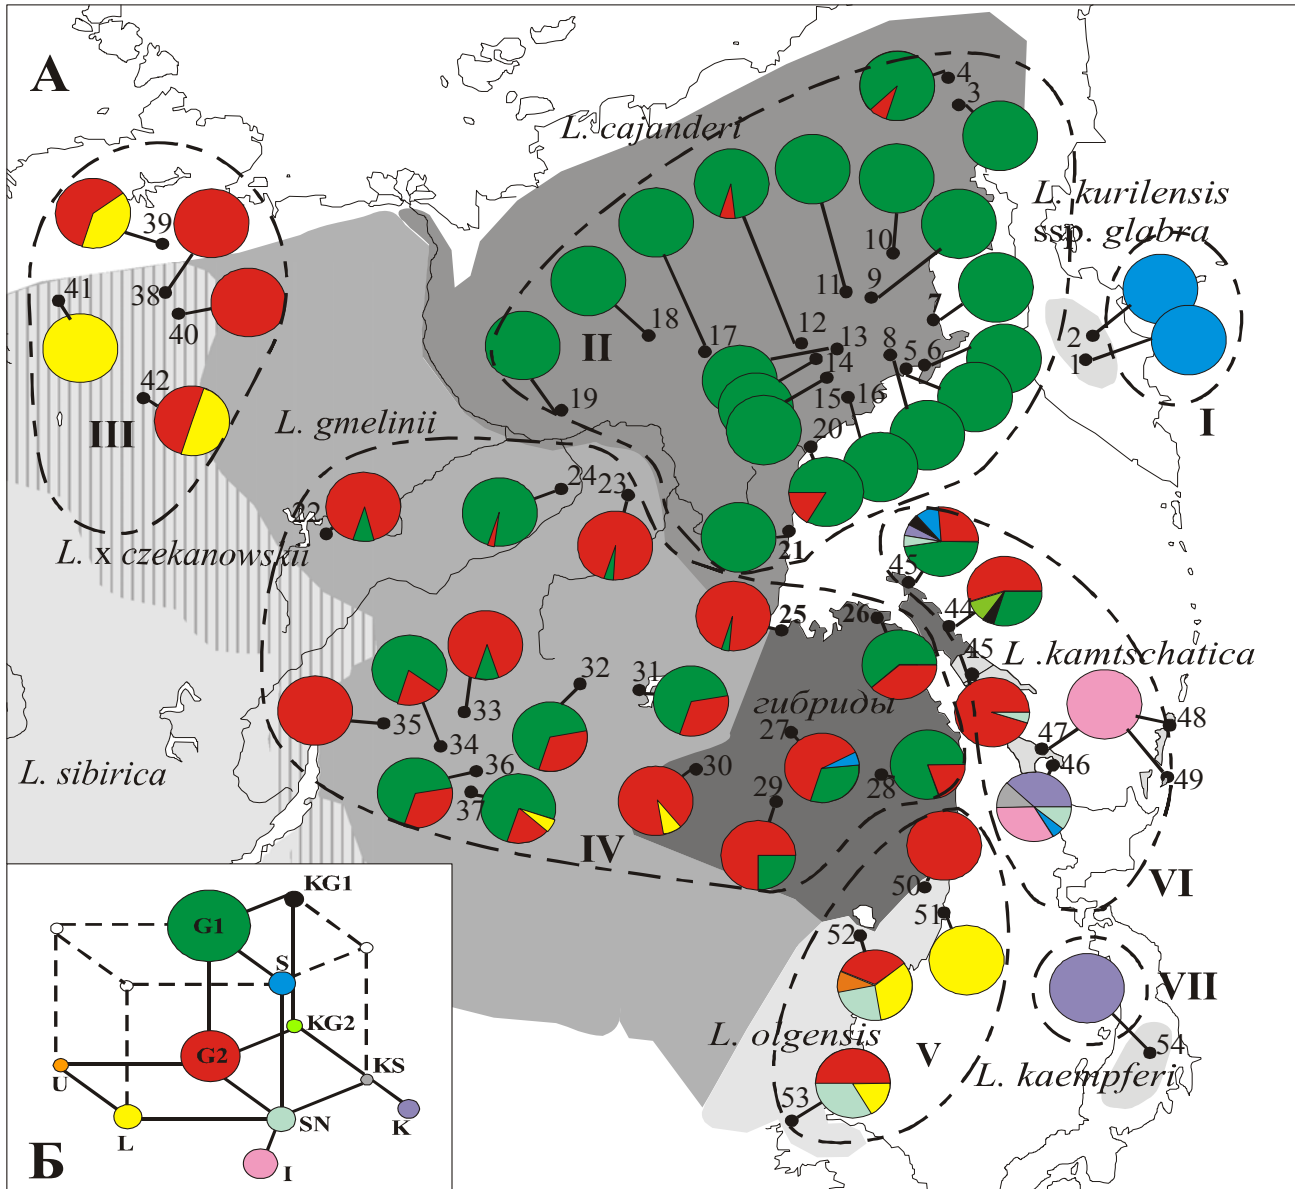 А
4
3
L. cajanderi
L. kurilensis
ssp. glabra
39
10
41
38
11
9
40
7
2
18
12
13
8
1
II
17
14
5
6
42
15
16
19
I
III
L. gmelinii
20
24
23
22
21
L. x czekanowskii
45
44
25
26
45
L .kamtschatica
32
31
гибриды
33
27
48
35
34
47
46
L. sibirica
36
30
28
49
37
29
IV
VI
50
51
52
VII
L. olgensis
V
54
L. kaempferi
53
KG1
G1
S
KG2
G2
KS
U
K
L
SN
I
Б